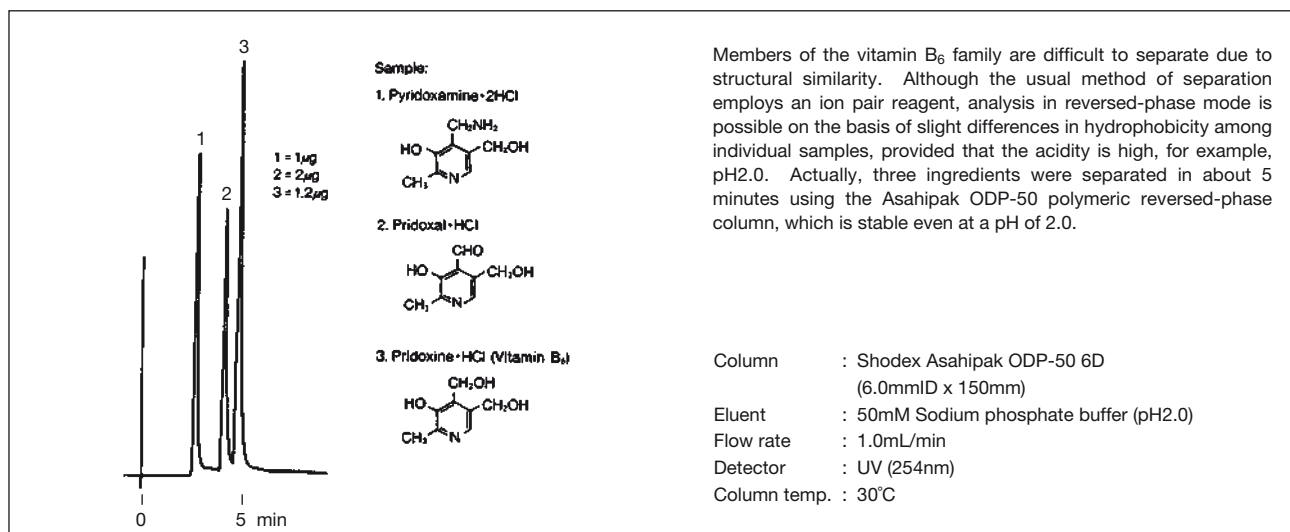 3
1
2
1 = 1µg
2 = 2µg
3 = 1.2µg
0
5 min
Sample:
1. Pyridoxamine•2HCl
CH₂NH₂
HO
CH₂OH
CH₃
N
2. Pridoxal•HCl
CHO
HO
CH₂OH
CH₃
N
3. Pridoxine•HCl (Vitamin B₆)
CH₂OH
HO
CH₂OH
CH₃
N
Members of the vitamin B₆ family are difficult to separate due to
structural similarity. Although the usual method of separation
employs an ion pair reagent, analysis in reversed-phase mode is
possible on the basis of slight differences in hydrophobicity among
individual samples, provided that the acidity is high, for example,
pH2.0. Actually, three ingredients were separated in about 5
minutes using the Asahipak ODP-50 polymeric reversed-phase
column, which is stable even at a pH of 2.0.
Column : Shodex Asahipak ODP-50 6D
(6.0mmID x 150mm)
Eluent : 50mM Sodium phosphate buffer (pH2.0)
Flow rate : 1.0mL/min
Detector : UV (254nm)
Column temp. : 30°C